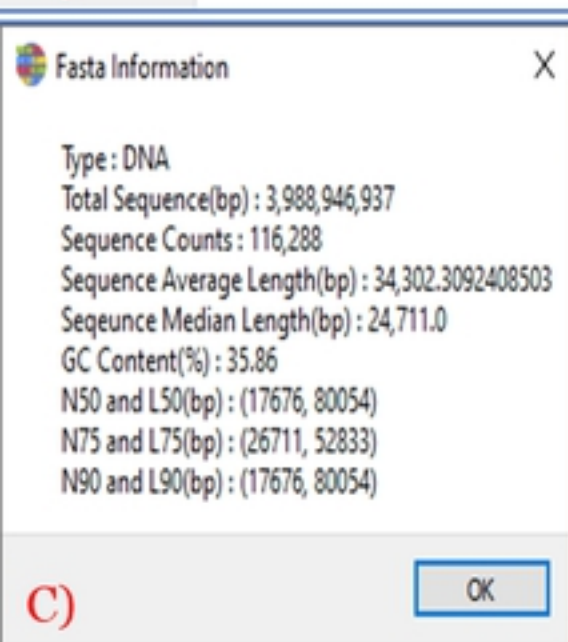 Fasta Information X
Type : DNA
Total Sequence(bp) : 3,988,946,937
Sequence Counts : 116,288
Sequence Average Length(bp) : 34,302.3092408503
Seqeunce Median Length(bp) : 24,711.0
GC Content(%) : 35.86
N50 and L50(bp) : (17676, 80054)
N75 and L75(bp) : (26711, 52833)
N90 and L90(bp) : (17676, 80054)
OK
C)